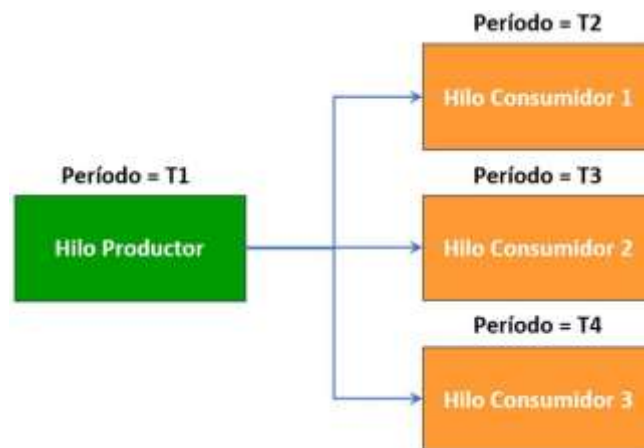 Período = T2
Hilo Consumidor 1
Período = T1
Hilo Productor
Período = T3
Hilo Consumidor 2
Período = T4
Hilo Consumidor 3